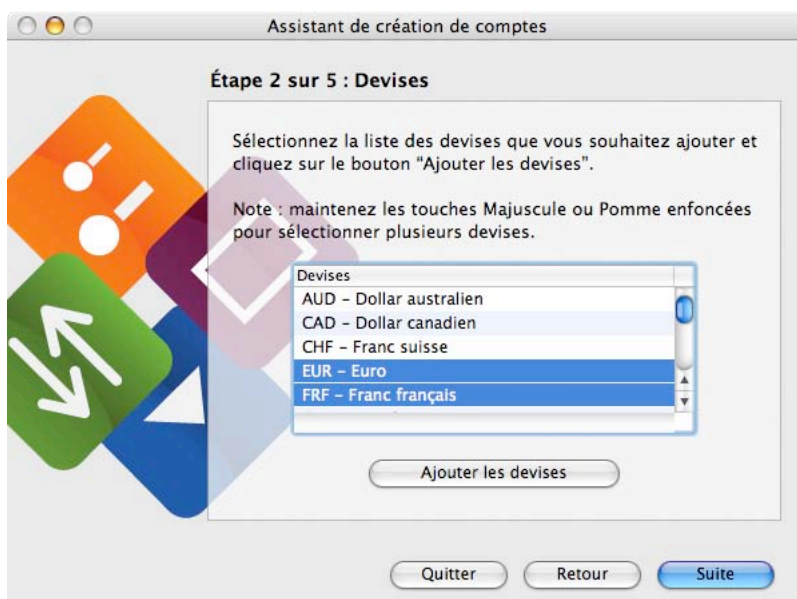 Assistant de création de comptes
Étape 2 sur 5 : Devises
Sélectionnez la liste des devises que vous souhaitez ajouter et
cliquez sur le bouton “Ajouter les devises”.
Note : maintenez les touches Majuscule ou Pomme enfoncées
pour sélectionner plusieurs devises.
Devises
AUD – Dollar australien
CAD – Dollar canadien
CHF – Franc suisse
EUR – Euro
FRF – Franc français
Ajouter les devises
Quitter
Retour
Suite